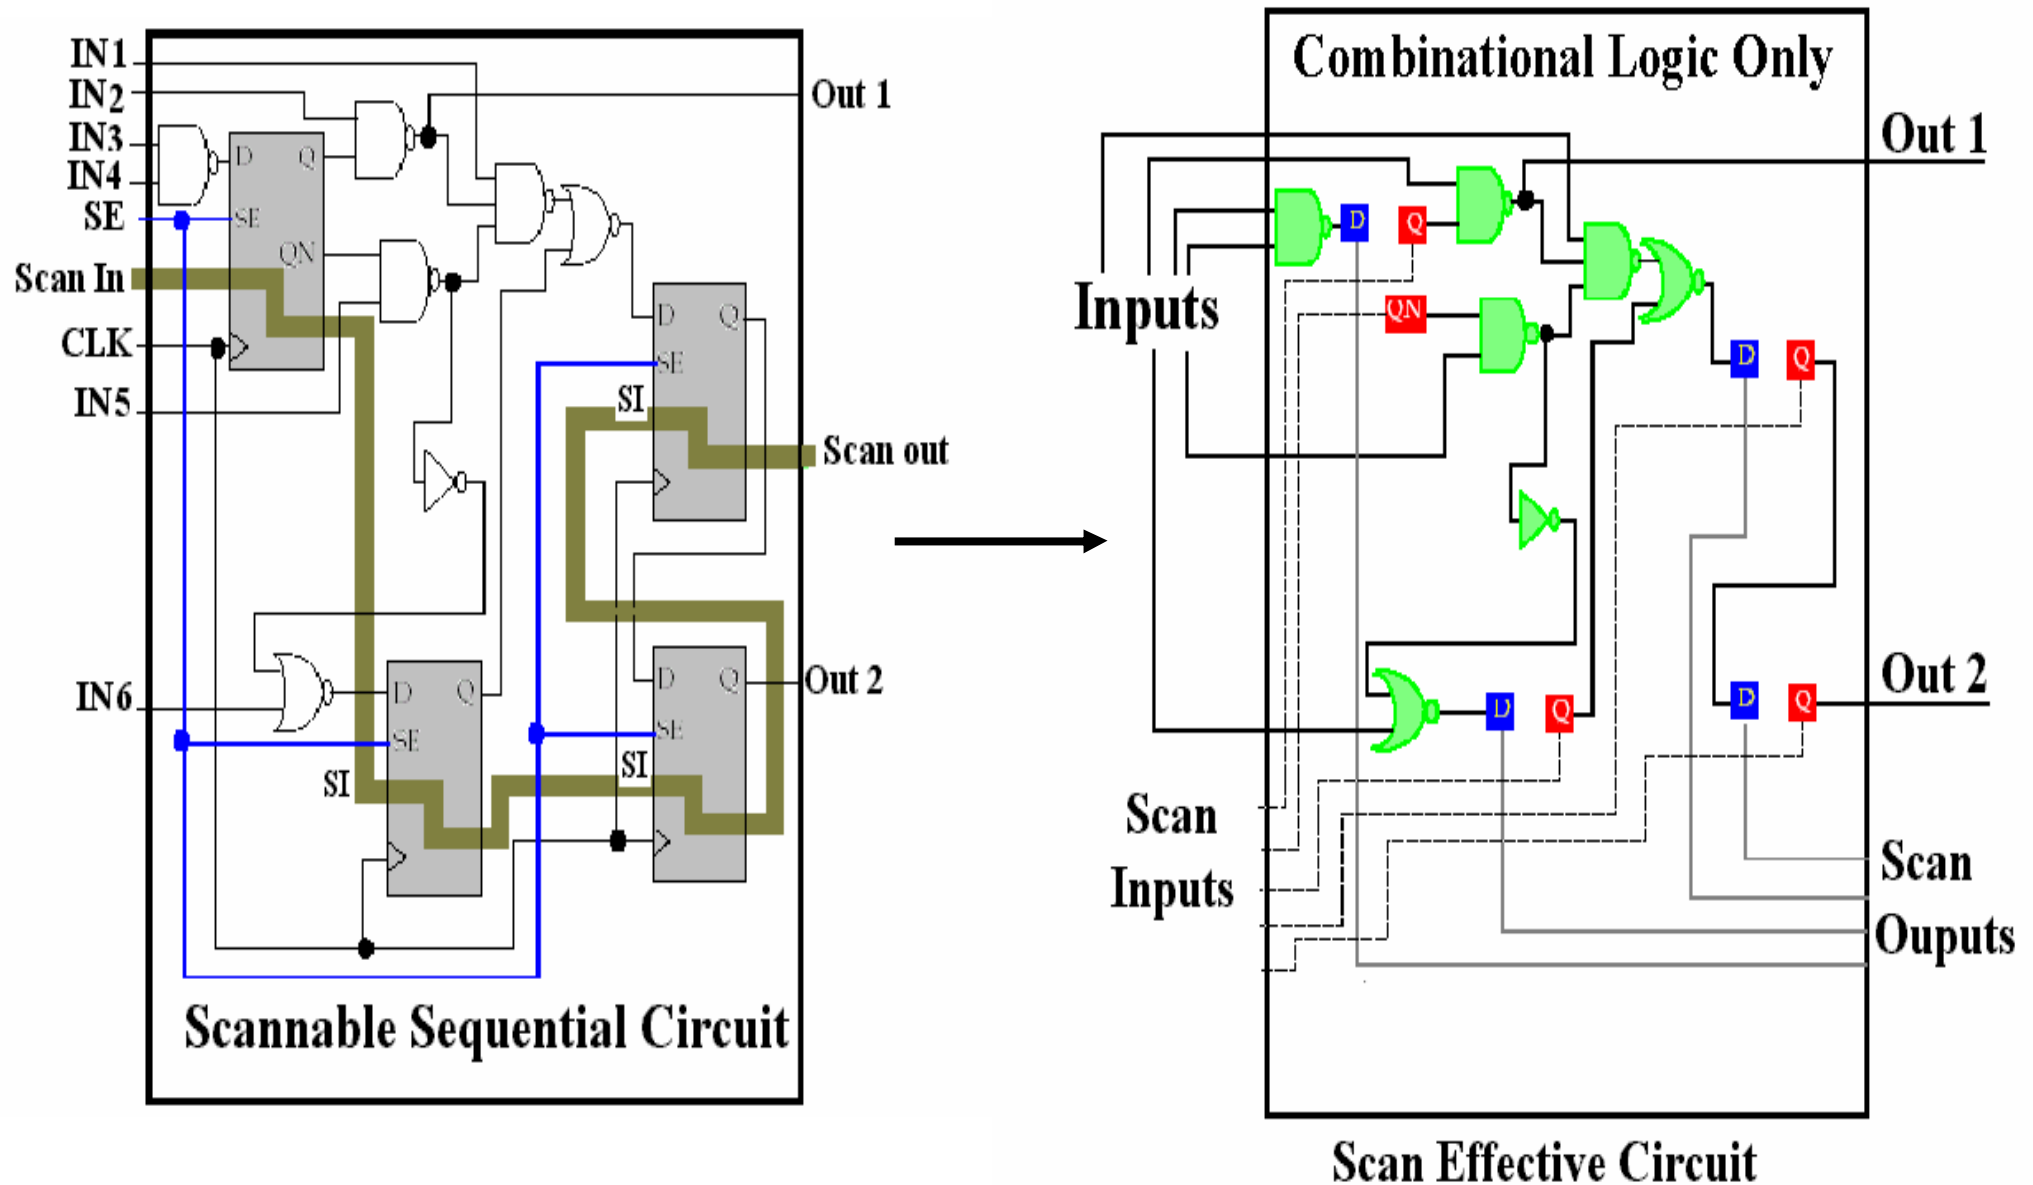 IN1
IN2
IN3
IN4
SE
Scan In
CLK
IN5
IN6
D Q
SE
QN
Out 1
D Q
SE
SI
Scan out
D Q
SE
SI
D Q
SE
SI
Out 2
Scannable Sequential Circuit
Combinational Logic Only
Out 1
D Q
Inputs
QN
D Q
D Q
D Q
Out 2
Scan
Inputs
Scan
Ouputs
Scan Effective Circuit